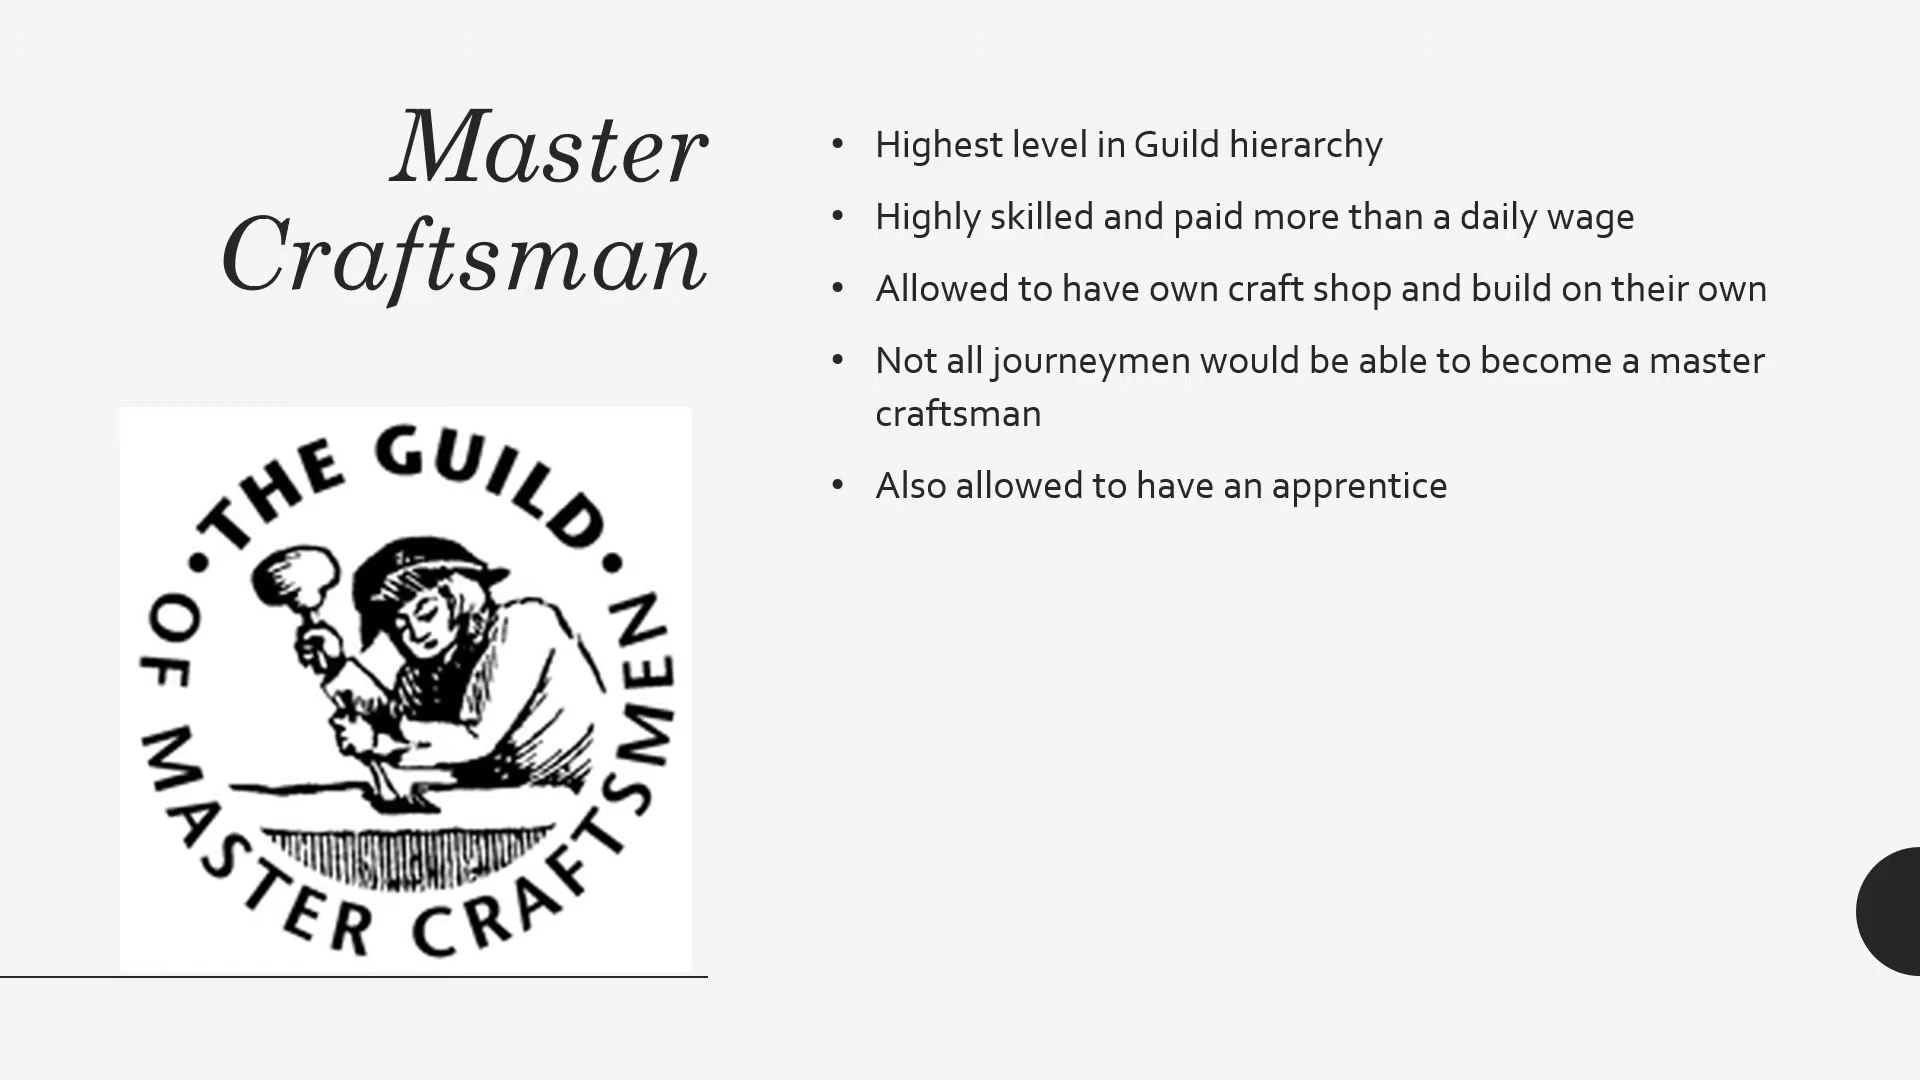 Master
Craftsman
• Highest level in Guild hierarchy
• Highly skilled and paid more than a daily wage
• Allowed to have own craft shop and build on their own
• Not all journeymen would be able to become a master
craftsman
• Also allowed to have an apprentice
• THE GUILD •
OF MASTER CRAFTSMEN